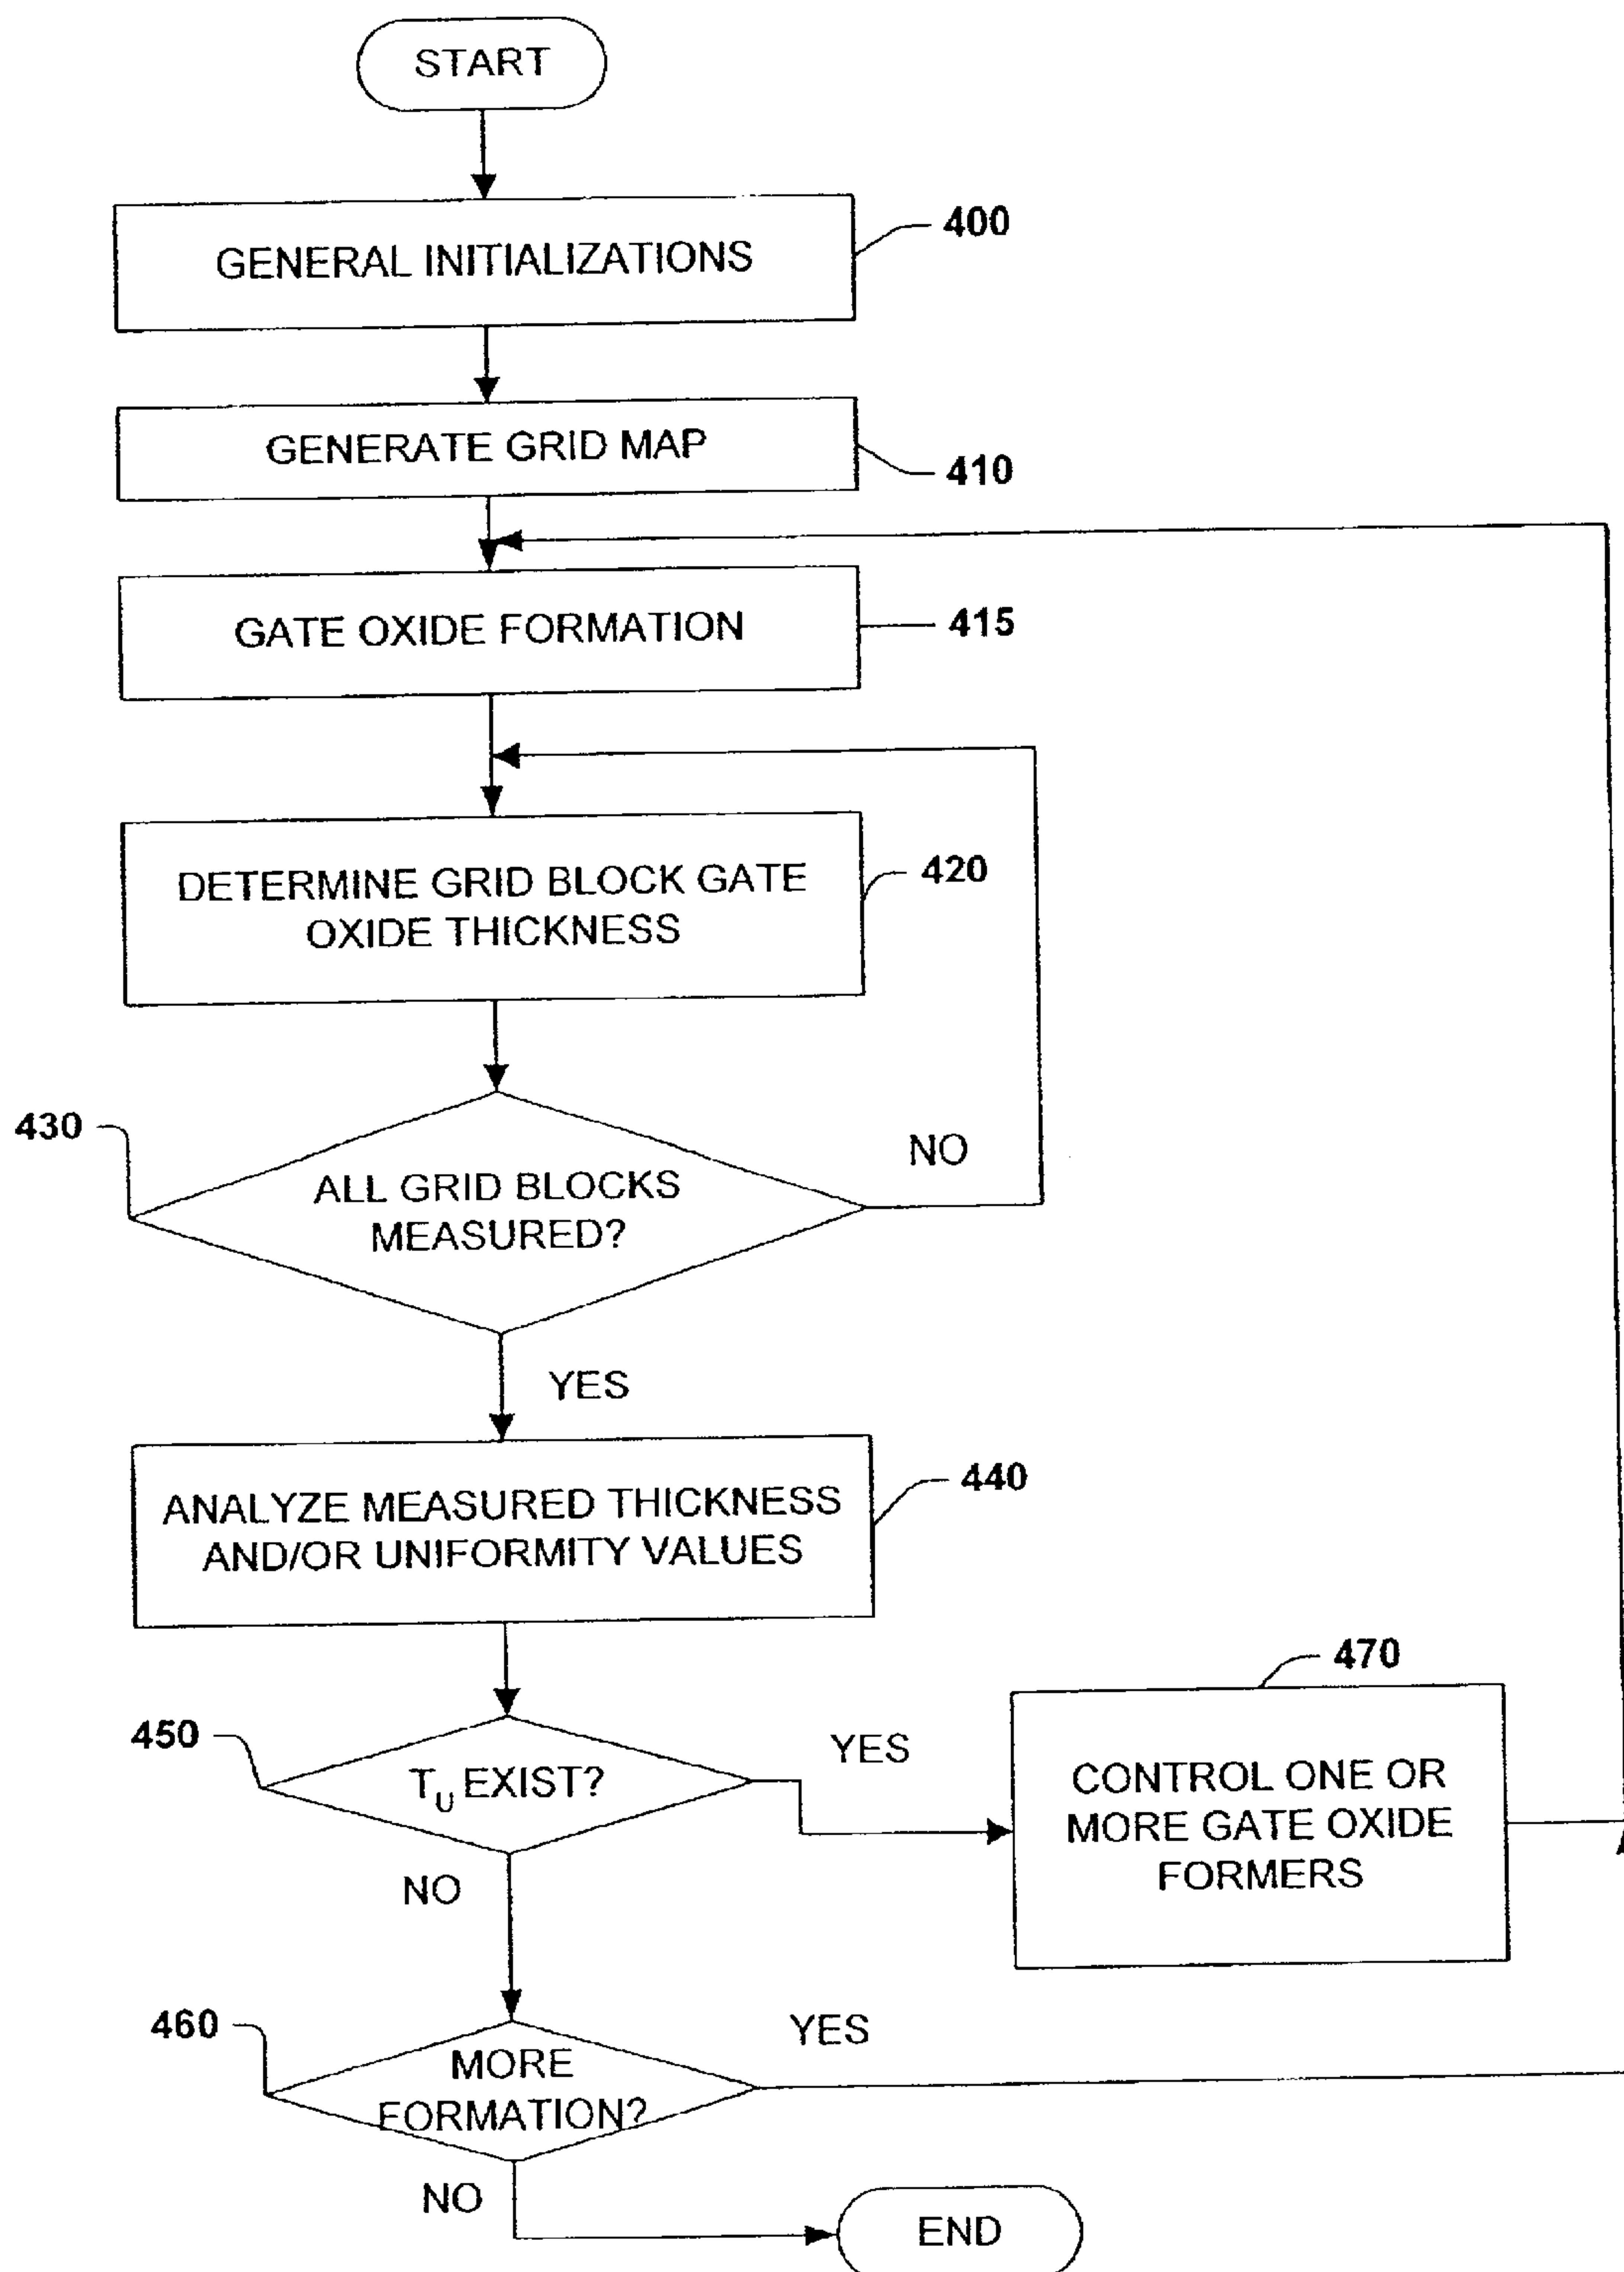 START
GENERAL INITIALIZATIONS
400
GENERATE GRID MAP
410
GATE OXIDE FORMATION
415
DETERMINE GRID BLOCK GATE
OXIDE THICKNESS
420
430
ALL GRID BLOCKS
MEASURED?
NO
YES
ANALYZE MEASURED THICKNESS
AND/OR UNIFORMITY VALUES
440
450
TU EXIST?
YES
NO
470
CONTROL ONE OR
MORE GATE OXIDE
FORMERS
460
MORE
FORMATION?
YES
NO
END